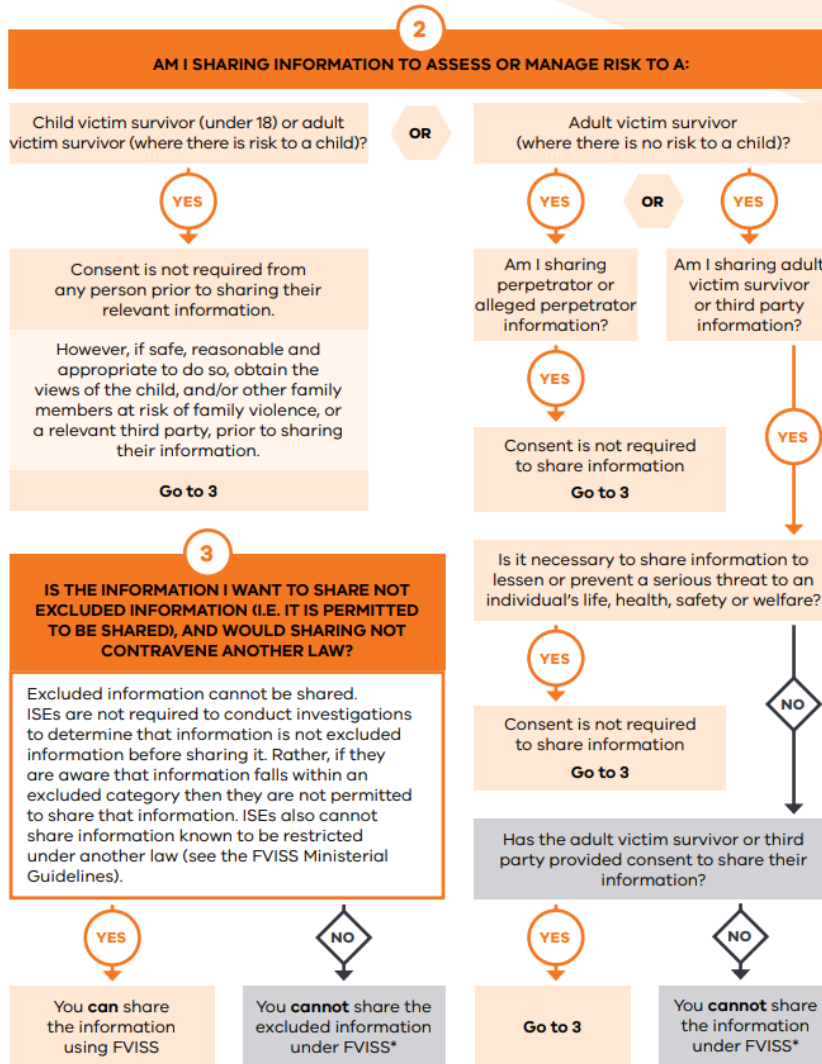 2
AM I SHARING INFORMATION TO ASSESS OR MANAGE RISK TO A:
Child victim survivor (under 18) or adult
victim survivor (where there is risk to a child)?
OR
Adult victim survivor
(where there is no risk to a child)?
YES
YES
OR
YES
Consent is not required from
any person prior to sharing their
relevant information.
However, if safe, reasonable and
appropriate to do so, obtain the
views of the child, and/or other family
members at risk of family violence, or
a relevant third party, prior to sharing
their information.
Go to 3
Am I sharing
perpetrator or
alleged perpetrator
information?
Am I sharing adult
victim survivor
or third party
information?
YES
YES
Consent is not required
to share information
Go to 3
Is it necessary to share information to
lessen or prevent a serious threat to an
individual's life, health, safety or welfare?
YES
NO
Consent is not required
to share information
Go to 3
Has the adult victim survivor or third
party provided consent to share their
information?
YES
NO
Go to 3
You cannot share
the information
under FVISS*
3
IS THE INFORMATION I WANT TO SHARE NOT
EXCLUDED INFORMATION (I.E. IT IS PERMITTED
TO BE SHARED), AND WOULD SHARING NOT
CONTRAVENE ANOTHER LAW?
Excluded information cannot be shared.
ISEs are not required to conduct investigations
to determine that information is not excluded
information before sharing it. Rather, if they
are aware that information falls within an
excluded category then they are not permitted
to share that information. ISEs also cannot
share information known to be restricted
under another law (see the FVISS Ministerial
Guidelines).
YES
NO
You can share
the information
using FVISS
You cannot share the
excluded information
under FVISS*